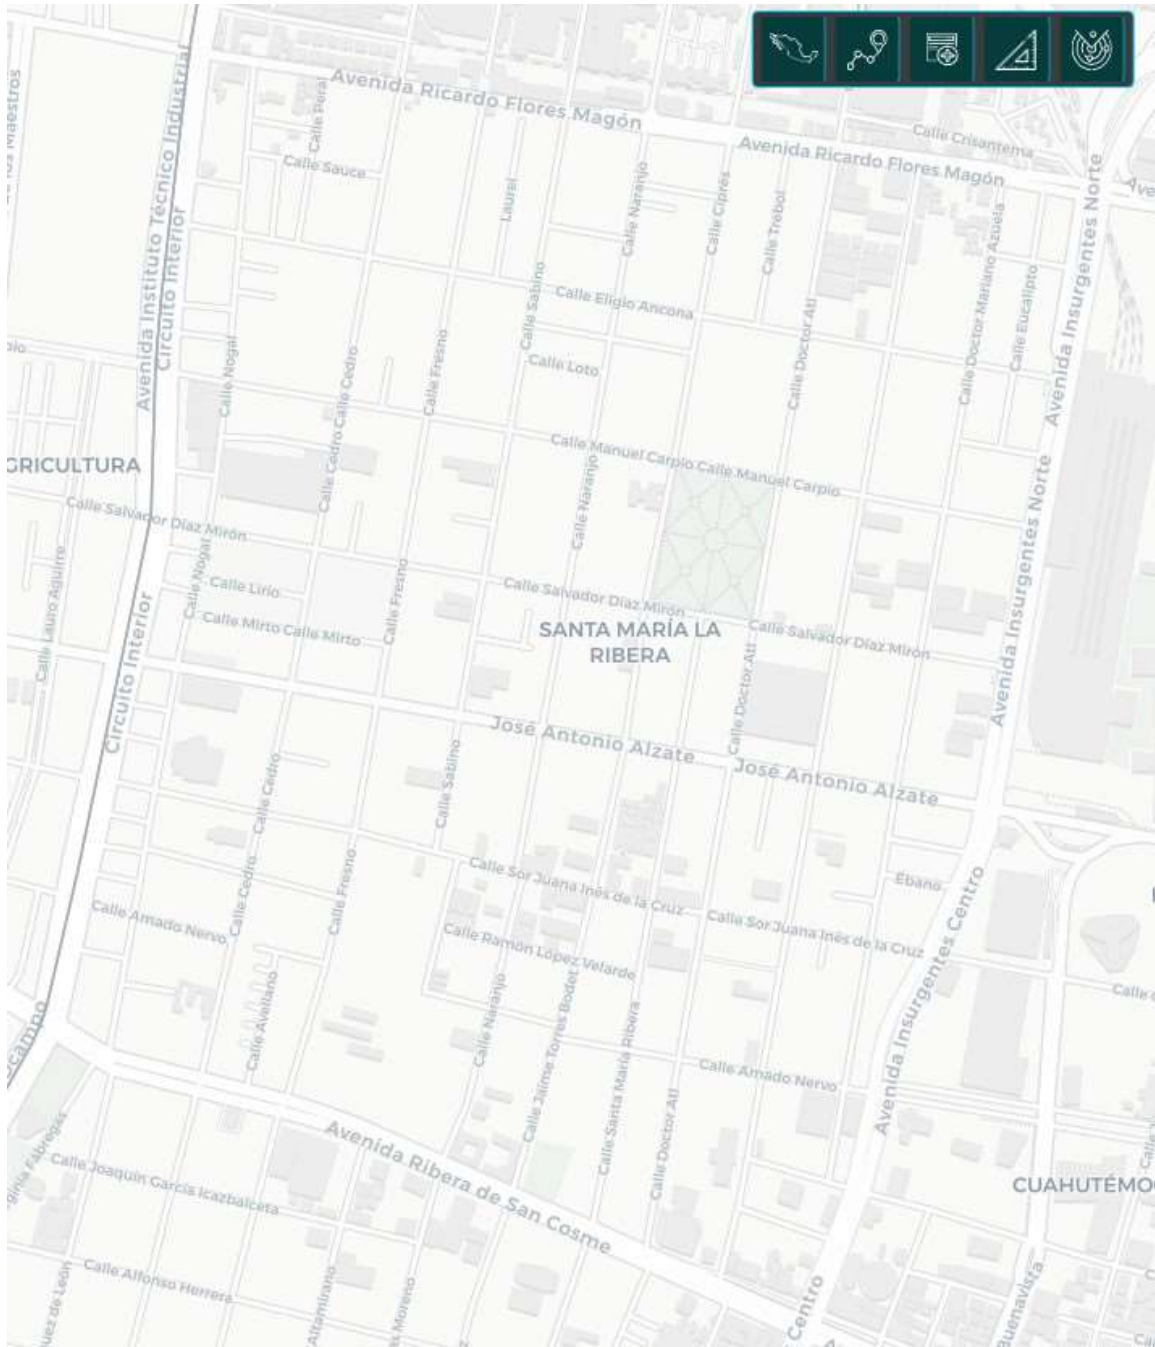 Avenida Ricardo Flores Magón
Avenida Ricardo Flores Magón
Calle Crisantema
Ave
Avenida Instituto Técnico Industrial
Circuito Interior
Calle Peral
Calle Sauce
Laurel
Calle Naranjo
Calle Ciprés
Calle Trébol
Calle Doctor Mariano Azuela
Calle Eucalipto
Avenida Insurgentes Norte
Calle Sabino
Calle Eligio Ancona
Calle Doctor Atl
Calle Nogal
Calle Cedro
Calle Cedro
Calle Fresno
Calle Loto
Calle Manuel Carpio
Calle Manuel Carpio
GRICULTURA
Calle Naranjo
Avenida Insurgentes Norte
Calle Salvador Díaz Mirón
Calle Nogal
Calle Lirio
Calle Fresno
Calle Salvador Díaz Mirón
Calle Lauro Aguirre
Calle Mirto
Calle Mirto
SANTA MARÍA LA
RIBERA
Calle Salvador Díaz Mirón
Circuito Interior
Calle Doctor Atl
José Antonio Alzate
José Antonio Alzate
Calle Cedro
Calle Sabino
Calle Sor Juana Inés de la Cruz
Ebano
Calle Cedro
Calle Fresno
Calle Amado Nervo
Calle Sor Juana Inés de la Cruz
Calle Ramón López Velarde
Avenida Insurgentes Centro
Calle Avellano
Calle Naranjo
Calle Jaime Torres Bodet
Calle Santa María Ribera
Calle Amado Nervo
Calle Doctor Atl
Ocampo
Avenida Ribera de San Cosme
Calle Joaquín García Icazbalceta
CUAHUTÉMO
Calle Alfonso Herrera
Altamirano
Moreno
Centro
Buenavista